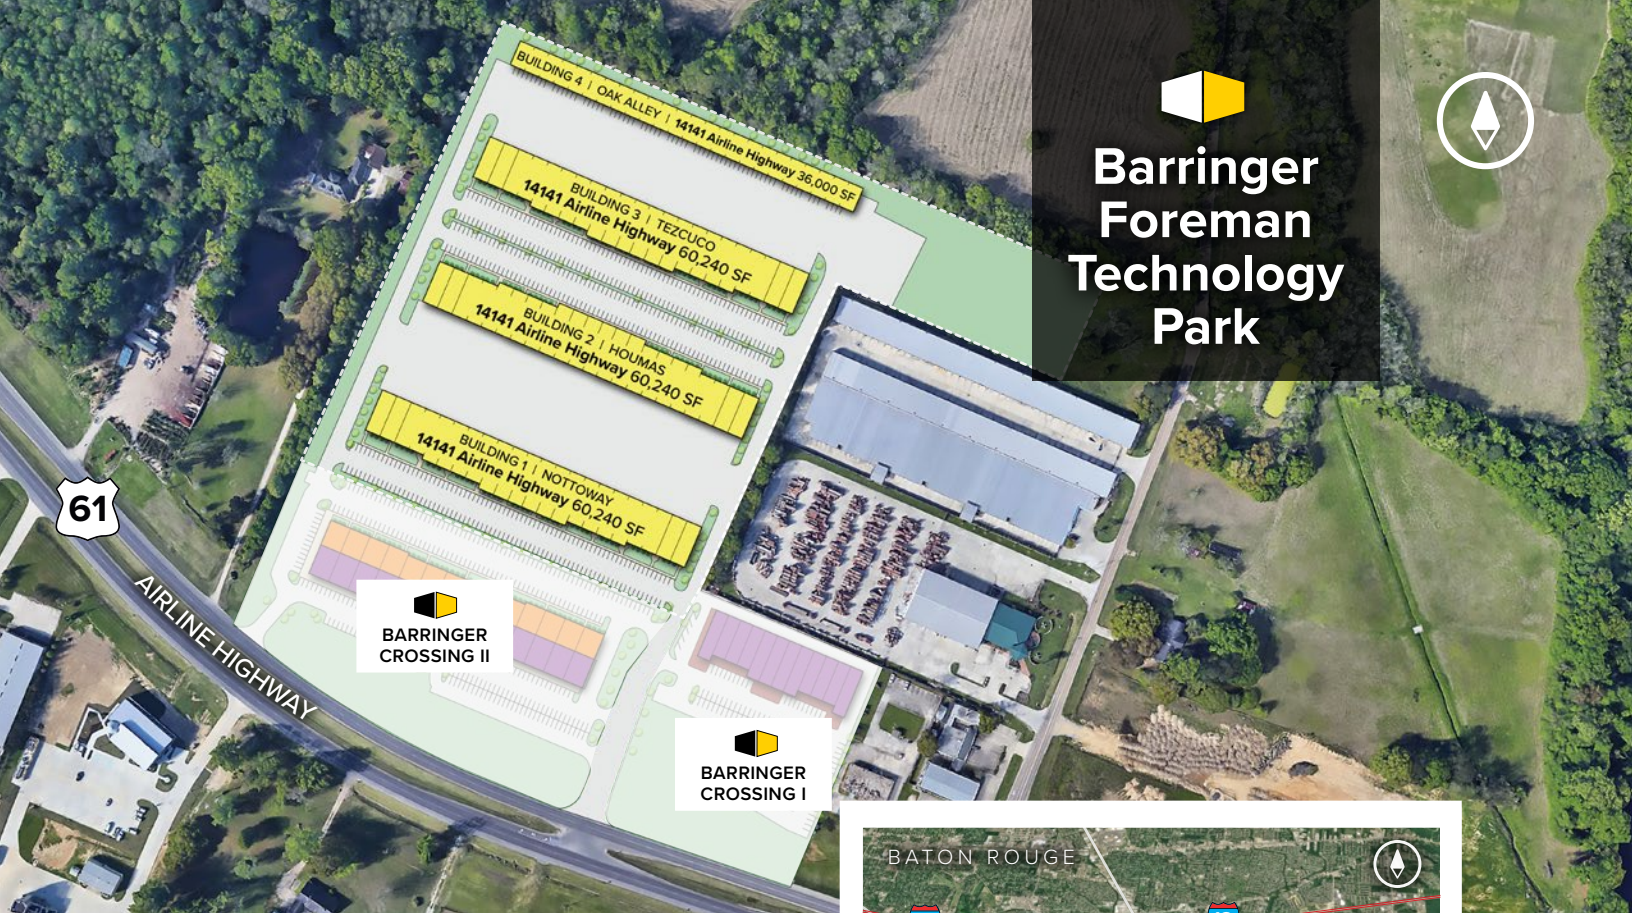 BUILDING 4 | OAK ALLEY | 14141 Airline Highway 36,000 SF
BUILDING 3 | TEZCUCO
14141 Airline Highway 60,240 SF
BUILDING 2 | HOUMAS
14141 Airline Highway 60,240 SF
BUILDING 1 | NOTTOWAY
14141 Airline Highway 60,240 SF
Barringer
Foreman
Technology
Park
61
AIRLINE HIGHWAY
BARRINGER
CROSSING II
BARRINGER
CROSSING I
BATON ROUGE